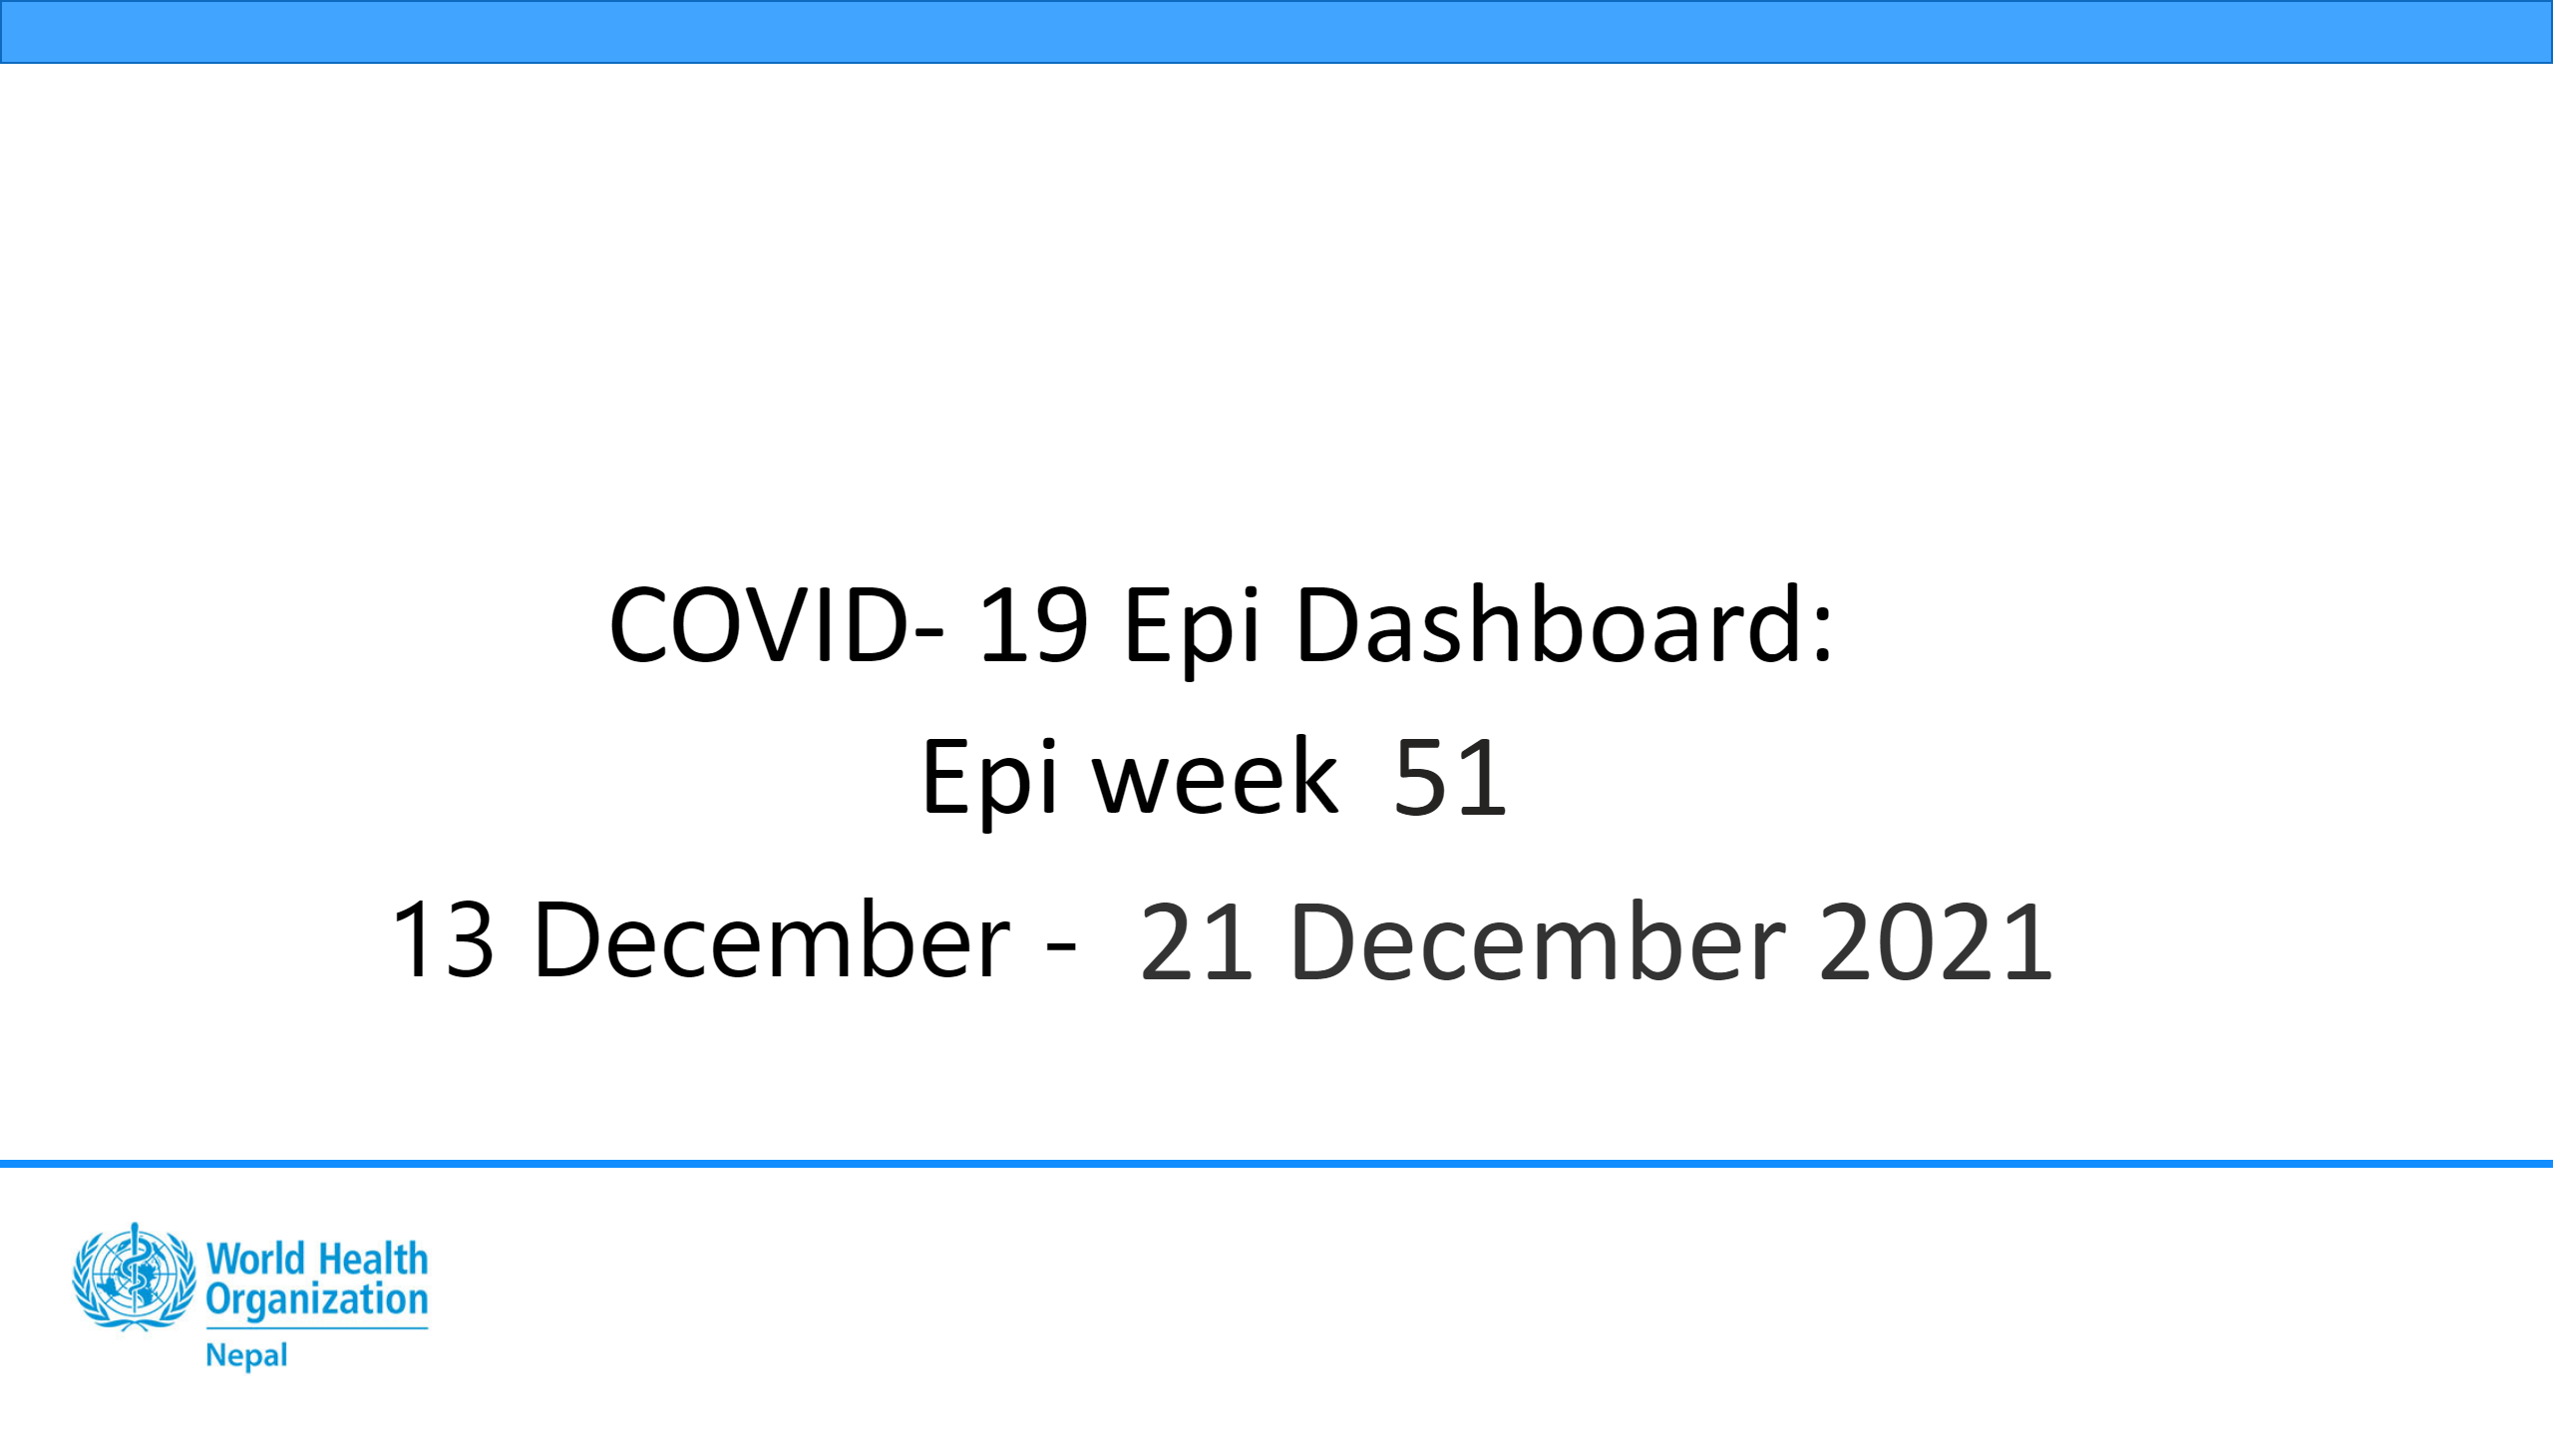 COVID- 19 Epi Dashboard:
Epi week 51
13 December - 21 December 2021
World Health
Organization
Nepal